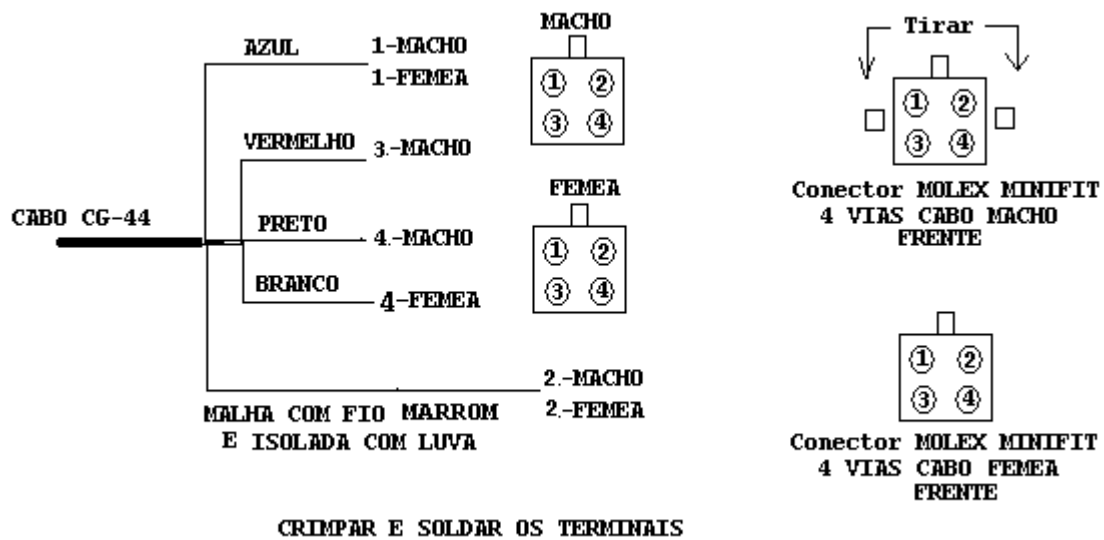 CABO CG-44
AZUL
1-MACHO
1-FEMEA
VERMELHO
3.-MACHO
PRETO
4.-MACHO
BRANCO
4-FEMEA
MALHA COM FIO MARROM
E ISOLADA COM LUVA
2.-MACHO
2.-FEMEA
MACHO
1 2
3 4
FEMEA
1 2
3 4
Tirar
1 2
3 4
Conector MOLEX MINIFIT
4 VIAS CABO MACHO
FRENTE
1 2
3 4
Conector MOLEX MINIFIT
4 VIAS CABO FEMEA
FRENTE
CRIMPAR E SOLDAR OS TERMINAIS